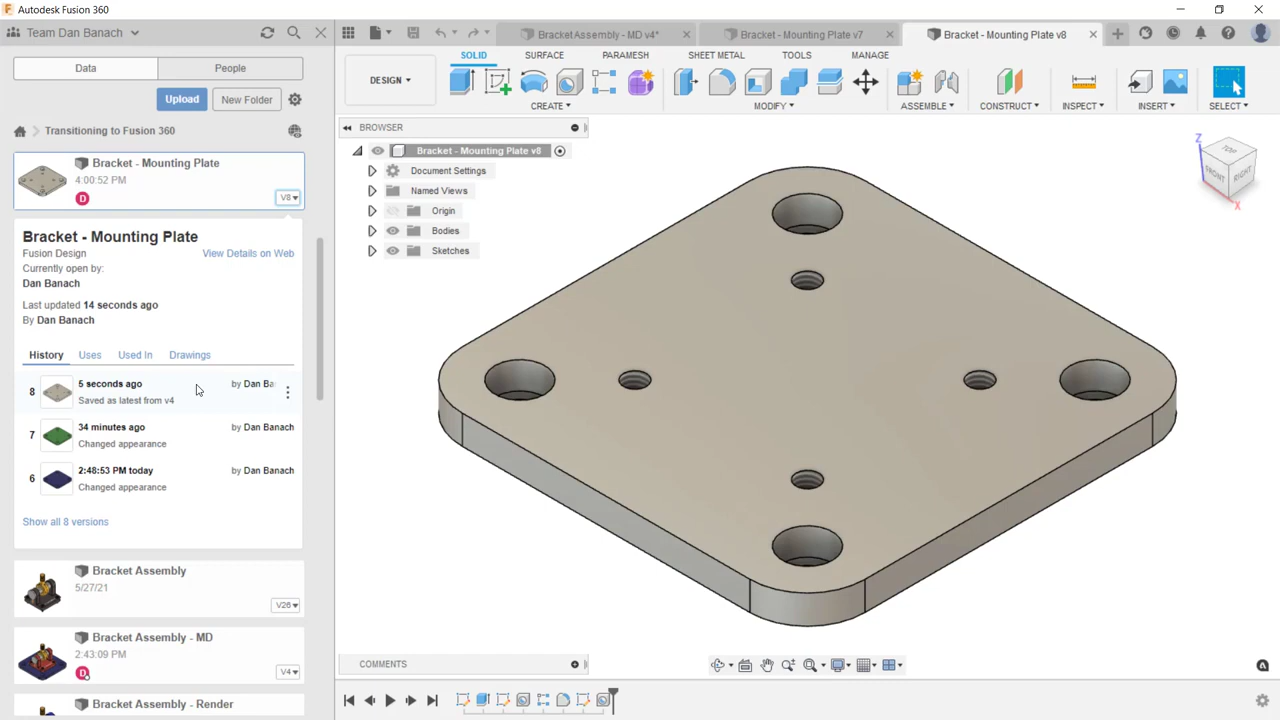 Autodesk Fusion 360
Team Dan Banach
Bracket Assembly - MD v4*
Bracket - Mounting Plate v7
Bracket - Mounting Plate v8
Data
People
Upload
New Folder
DESIGN
SOLID
SURFACE
PARAMESH
SHEET METAL
TOOLS
MANAGE
CREATE
MODIFY
ASSEMBLE
CONSTRUCT
INSPECT
INSERT
SELECT
Transitioning to Fusion 360
Bracket - Mounting Plate
4:00:52 PM
D
V8
Bracket - Mounting Plate
Fusion Design
View Details on Web
Currently open by:
Dan Banach
Last updated 14 seconds ago
By Dan Banach
History
Uses
Used In
Drawings
8
5 seconds ago
by Dan Ba
Saved as latest from v4
7
34 minutes ago
by Dan Banach
Changed appearance
6
2:48:53 PM today
by Dan Banach
Changed appearance
Show all 8 versions
Bracket Assembly
5/27/21
V26
Bracket Assembly - MD
2:43:09 PM
D
V4
Bracket Assembly - Render
BROWSER
Bracket - Mounting Plate v8
Document Settings
Named Views
Origin
Bodies
Sketches
Z
TOP
FRONT
RIGHT
X
COMMENTS